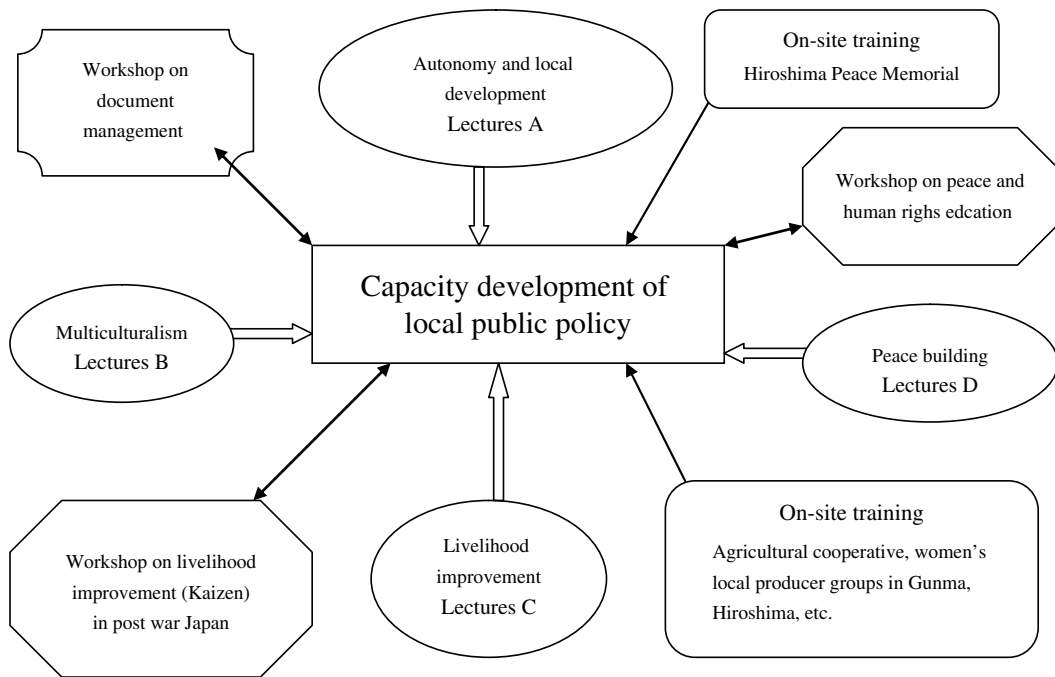 Workshop on
document
management
Autonomy and local
development
Lectures A
On-site training
Hiroshima Peace Memorial
Workshop on peace and
human righs edcation
Capacity development of
local public policy
Multiculturalism
Lectures B
Peace building
Lectures D
Workshop on livelihood
improvement (Kaizen)
in post war Japan
Livelihood
improvement
Lectures C
On-site training
Agricultural cooperative, women’s
local producer groups in Gunma,
Hiroshima, etc.